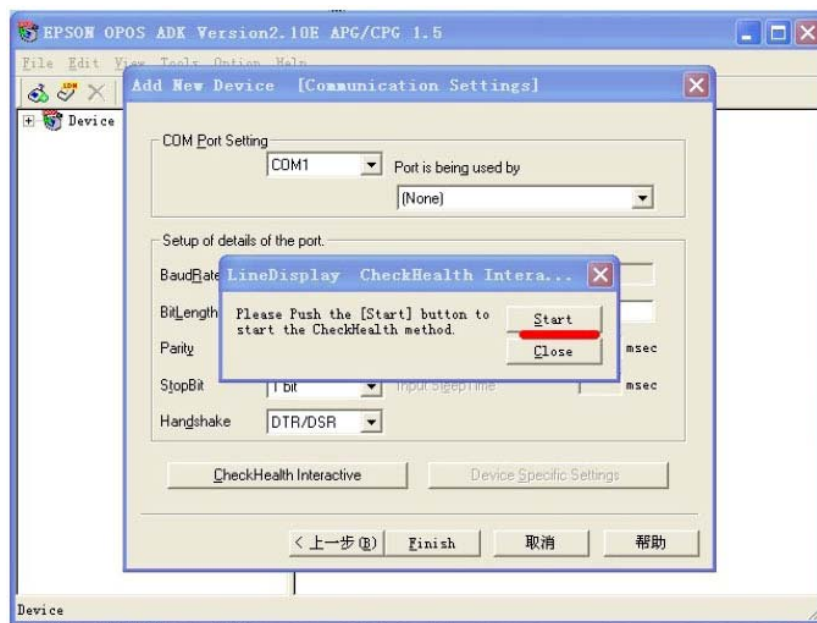 EPSON OPOS ADK Version2.10E APG/CPG 1.5
File Edit View Tools Option Help
Add New Device [Communication Settings]
Device
COM Port Setting
COM1
Port is being used by
(None)
Setup of details of the port.
BaudRate
LineDisplay CheckHealth Intera...
BitLength
Please Push the [Start] button to
start the CheckHealth method.
Start
Close
Parity
msec
StopBit
1 bit
Input SleepTime
msec
Handshake
DTR/DSR
CheckHealth Interactive
Device Specific Settings
< 上一步(B)
Finish
取消
帮助
Device